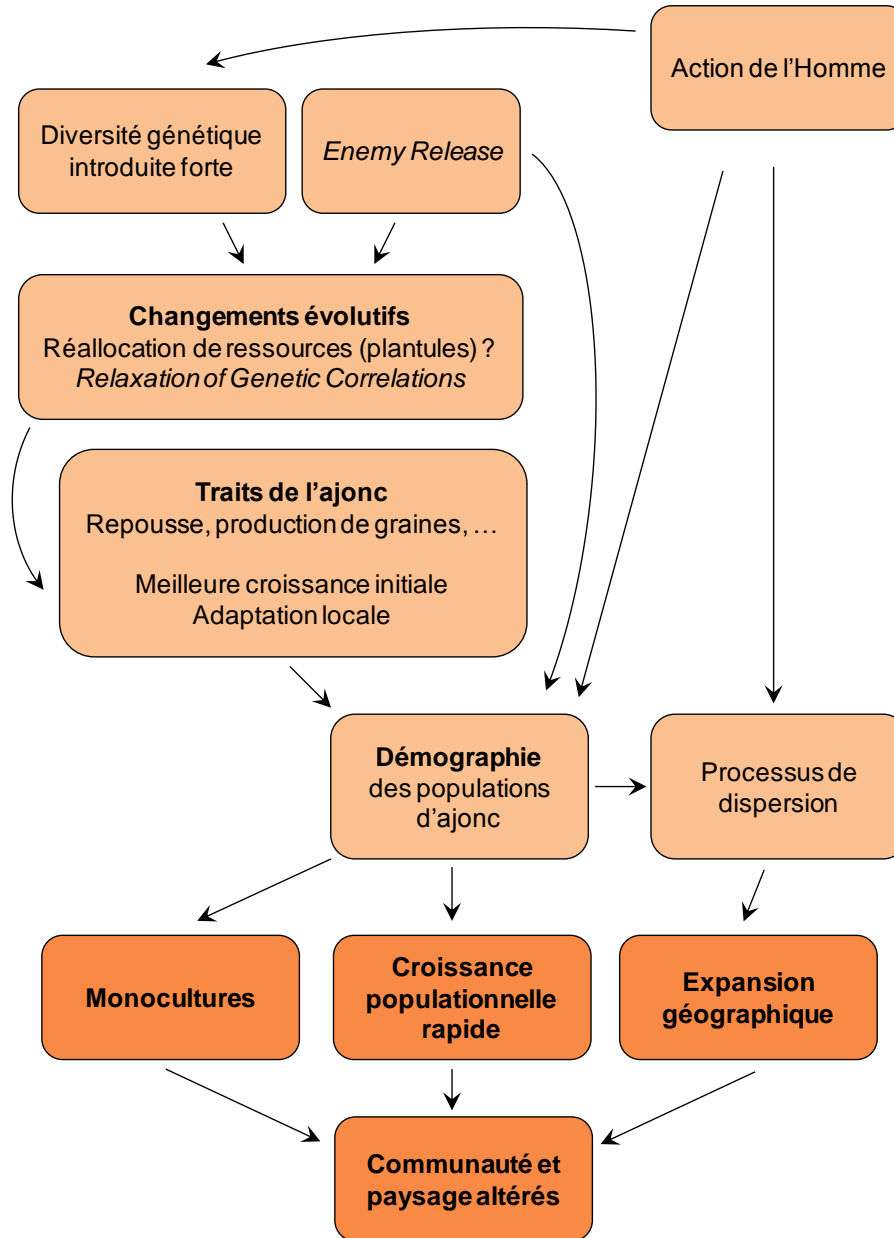 Action de l’Homme
Diversité génétique
introduite forte
Enemy Release
Changements évolutifs
Réallocation de ressources (plantules) ?
Relaxation of Genetic Correlations
Traits de l’ajonc
Repousse, production de graines, …
Meilleure croissance initiale
Adaptation locale
Démographie
des populations
d’ajonc
Processus de
dispersion
Monocultures
Croissance
populationnelle
rapide
Expansion
géographique
Communauté et
paysage altérés